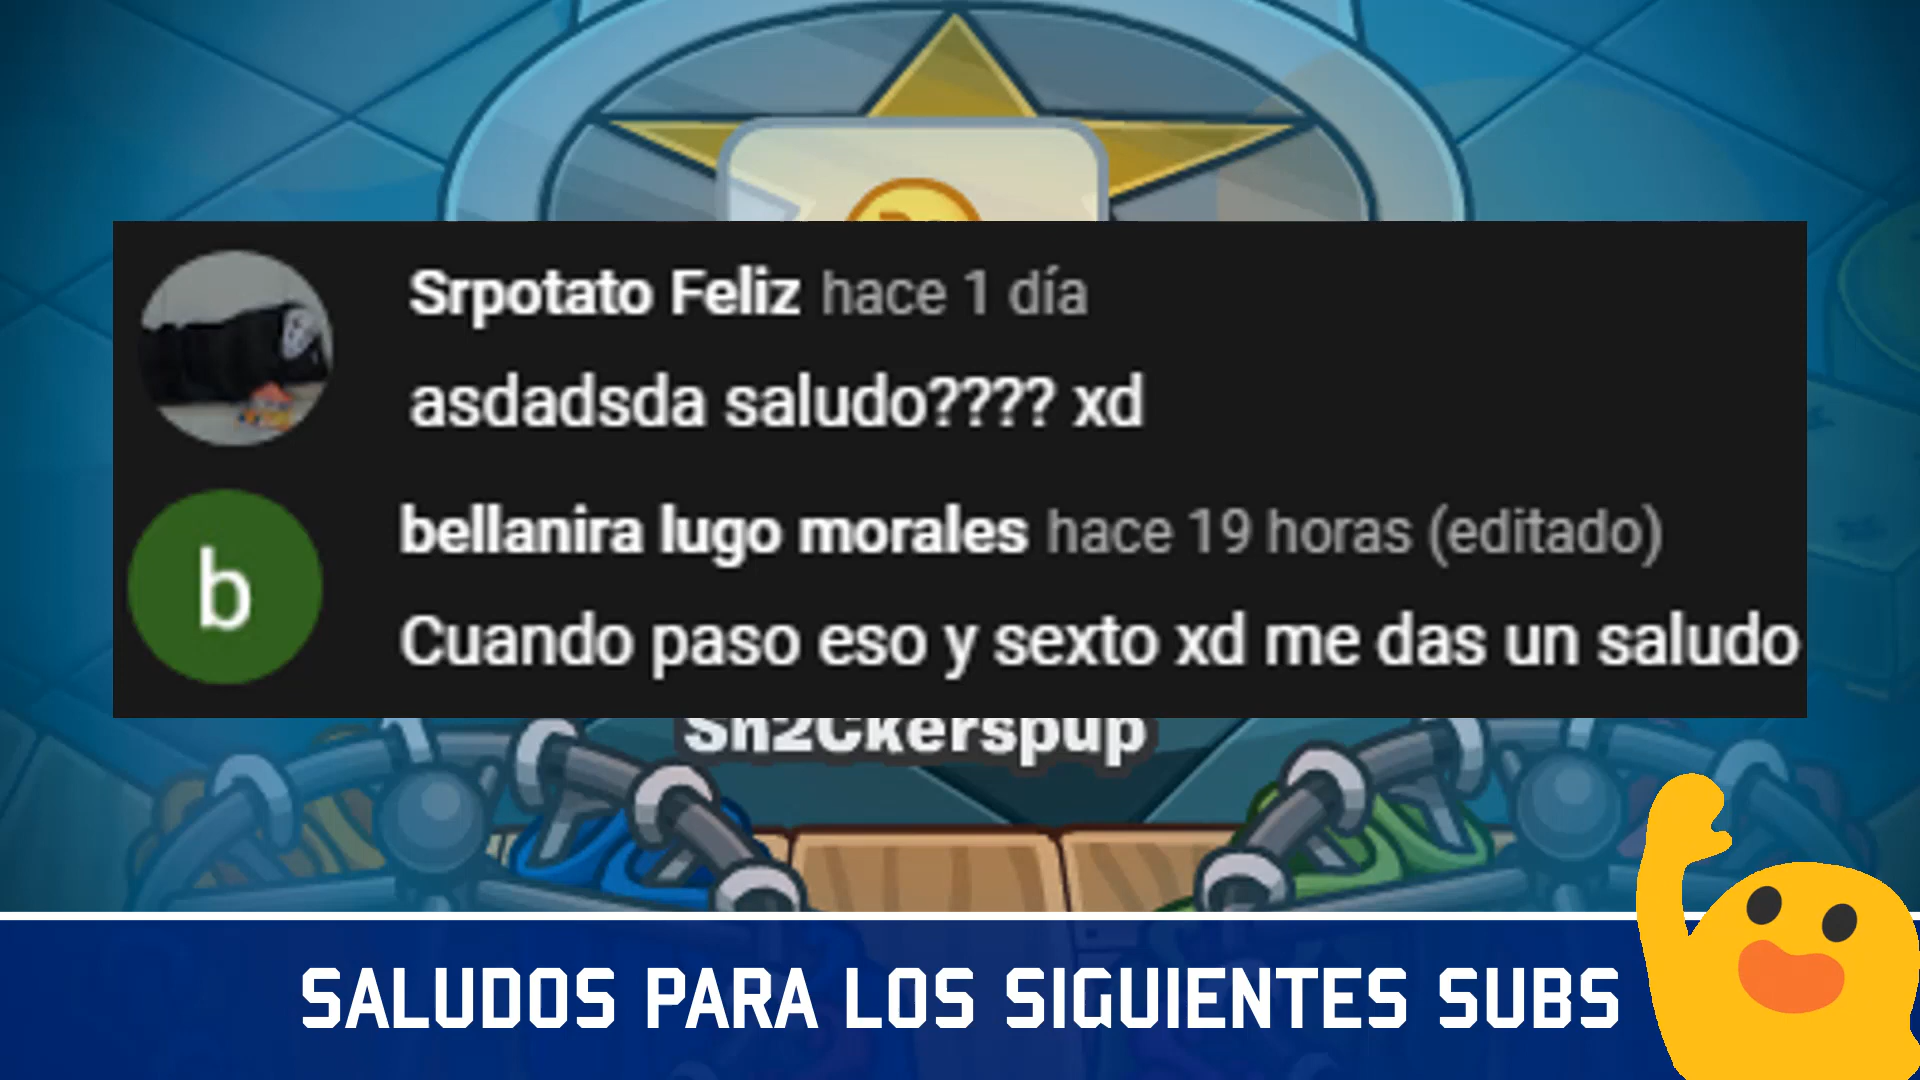 Srpotato Feliz hace 1 día
asdadsda saludo???? xd
b
bellanira lugo morales hace 19 horas (editado)
Cuando paso eso y sexto xd me das un saludo
Sn2Ckerspup
SALUDOS PARA LOS SIGUIENTES SUBS